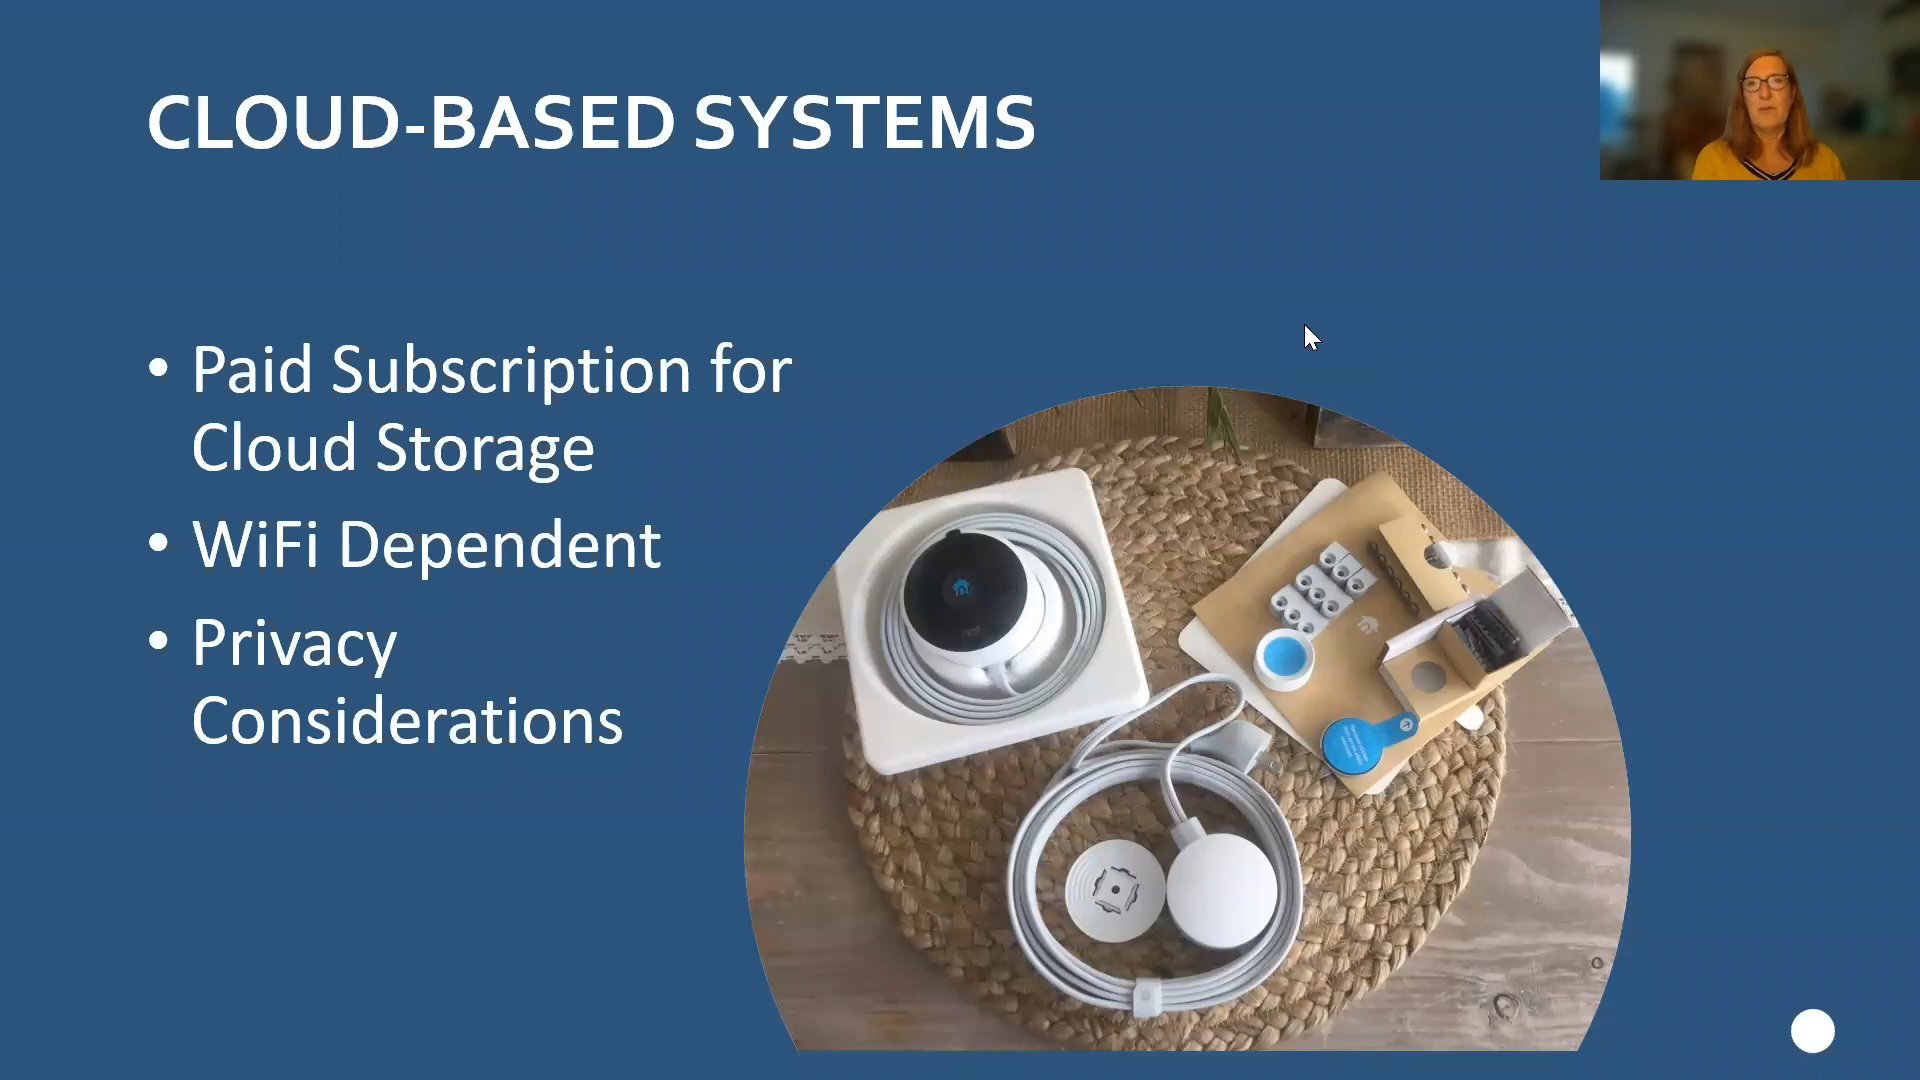 CLOUD-BASED SYSTEMS
• Paid Subscription for
Cloud Storage
• WiFi Dependent
• Privacy
Considerations